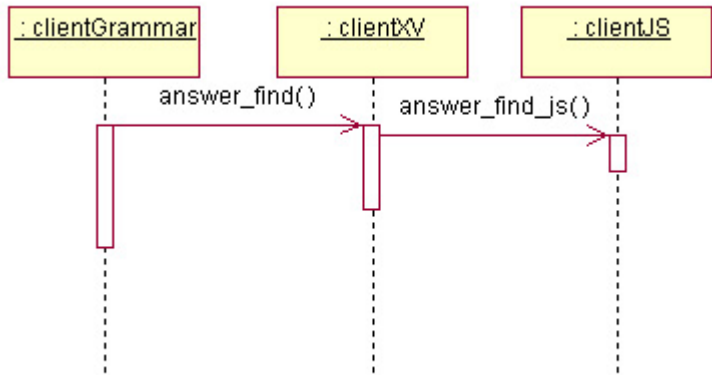 : clientGrammar
: clientXV
: clientJS
answer_find()
answer_find_js()